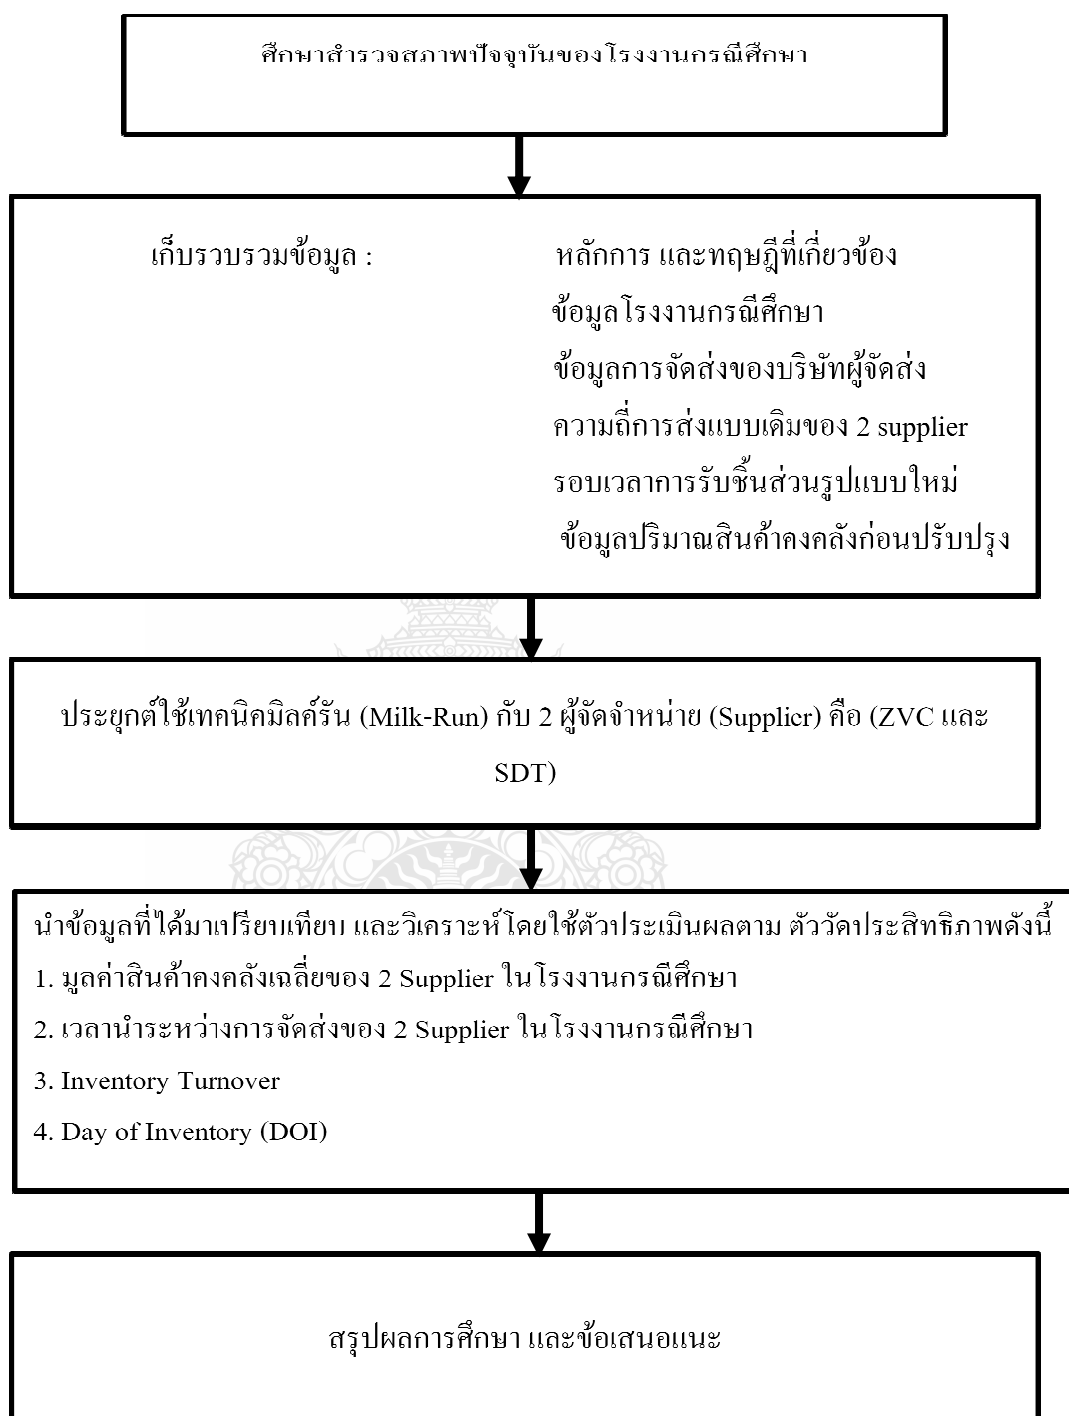 ศึกษาสำรวจสภาพปัจจุบันของโรงงานกรณีศึกษา
เก็บรวบรวมข้อมูล : หลักการ และทฤษฎีที่เกี่ยวข้อง
ข้อมูลโรงงานกรณีศึกษา
ข้อมูลการจัดส่งของบริษัทผู้จัดส่ง
ความถี่การส่งแบบเดิมของ 2 supplier
รอบเวลาการรับชิ้นส่วนรูปแบบใหม่
ข้อมูลปริมาณสินค้าคงคลังก่อนปรับปรุง
ประยุกต์ใช้เทคนิคมิลค์รัน (Milk-Run) กับ 2 ผู้จัดจำหน่าย (Supplier) คือ (ZVC และ
SDT)
นำข้อมูลที่ได้มาเปรียบเทียบ และวิเคราะห์โดยใช้ตัวประเมินผลตาม ตัววัดประสิทธิภาพดังนี้
1. มูลค่าสินค้าคงคลังเฉลี่ยของ 2 Supplier ในโรงงานกรณีศึกษา
2. เวลานำระหว่างการจัดส่งของ 2 Supplier ในโรงงานกรณีศึกษา
3. Inventory Turnover
4. Day of Inventory (DOI)
สรุปผลการศึกษา และข้อเสนอแนะ